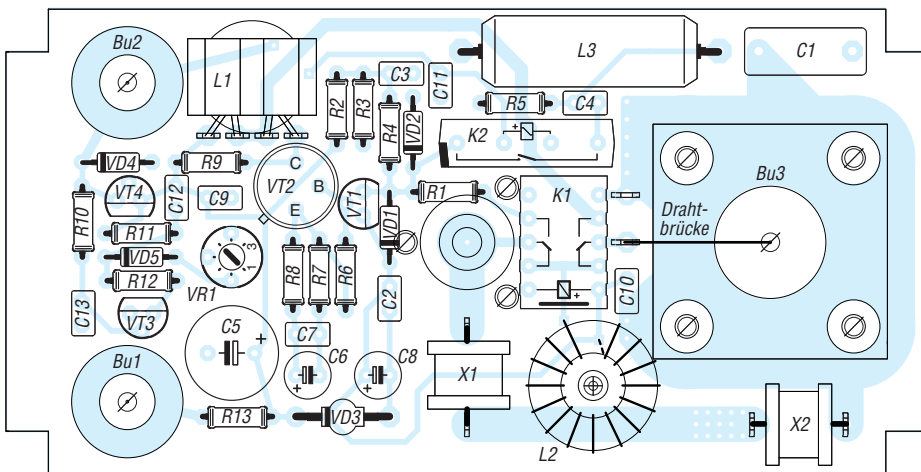 Bu2
L1
R2
R3
C3
C11
L3
C1
R4
VD2
R5
C4
K2
+
VD4
R9
VT4
C12
C9
C
VT2
B
E
VT1
R1
K1
+
Bu3
Draht-
brücke
R10
R11
VD5
R12
VR1
1
3
VD1
R8
R7
R6
C2
C10
C13
VT3
C5
+
C7
C6
+
C8
+
Bu1
R13
VD3
X1
L2
X2